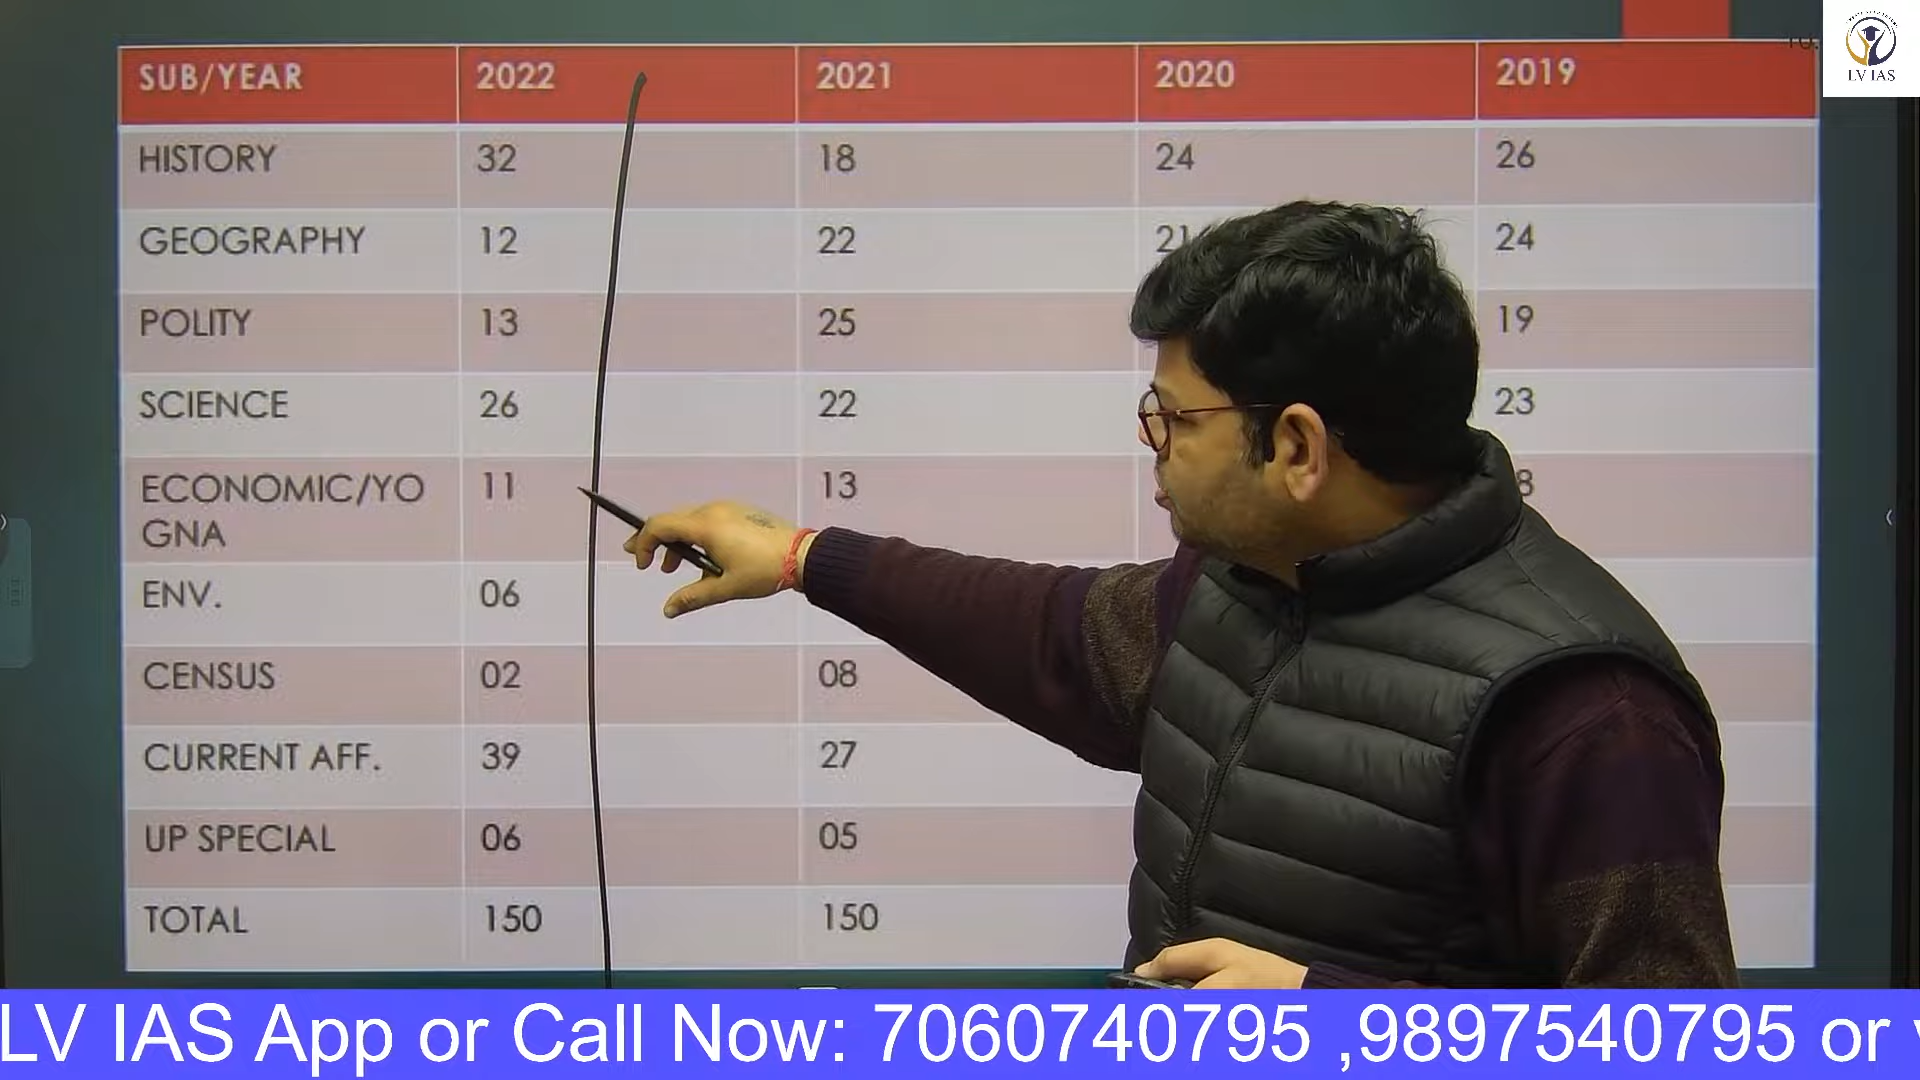 SUB/YEAR 2022 2021 2020 2019
HISTORY 32 18 24 26
GEOGRAPHY 12 22 21 24
POLITY 13 25 19
SCIENCE 26 22 23
ECONOMIC/YO 11 13
GNA
ENV. 06
CENSUS 02 08
CURRENT AFF. 39 27
UP SPECIAL 06 05
TOTAL 150 150
LV IAS
LV IAS App or Call Now: 7060740795 ,9897540795 or